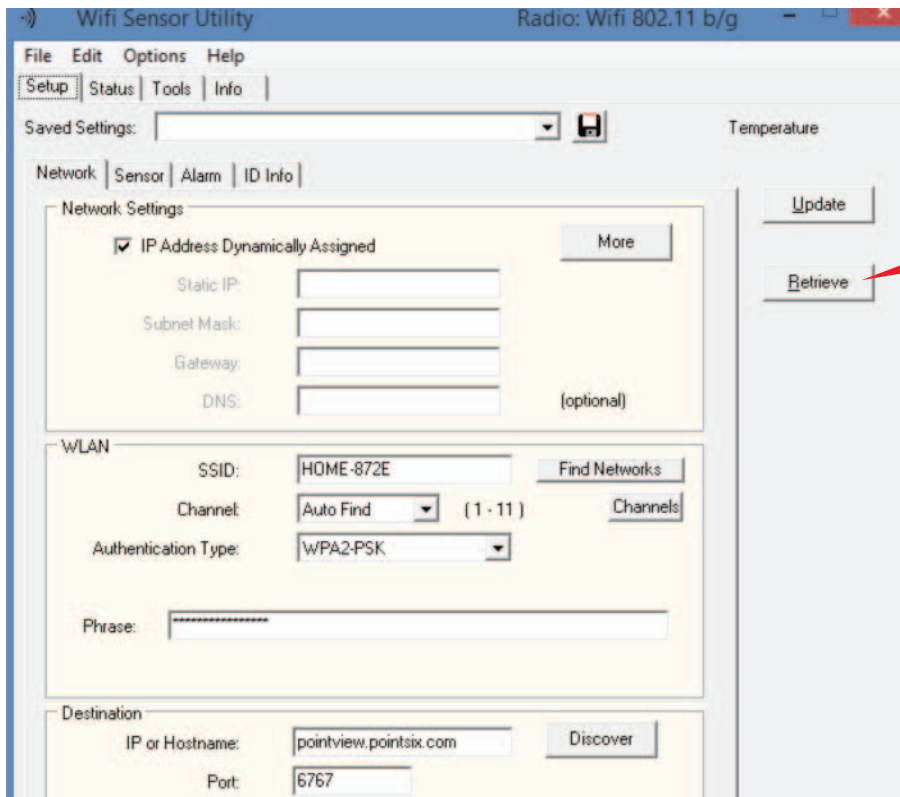 Wifi Sensor Utility Radio: Wifi 802.11 b/g
File Edit Options Help
Setup Status Tools Info
Saved Settings: Temperature
Network Sensor Alarm ID Info
Network Settings Update
IP Address Dynamically Assigned More
Static IP: Retrieve
Subnet Mask:
Gateway:
DNS: (optional)
WLAN
SSID: HOME-872E Find Networks
Channel: Auto Find ( 1 - 11 ) Channels
Authentication Type: WPA2-PSK
Phrase: ****************
Destination
IP or Hostname: pointview.pointsix.com Discover
Port: 6767